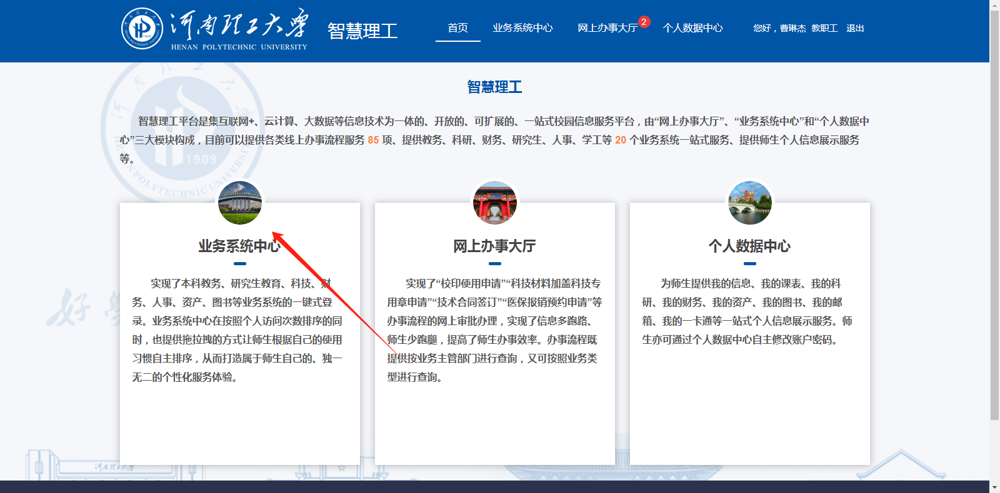 河南理工大學
HENAN POLYTECHNIC UNIVERSITY
1909
智慧理工
首页 业务系统中心 网上办事大厅 2 个人数据中心 您好，曹琳杰 教职工 退出
智慧理工
智慧理工平台是集互联网+、云计算、大数据等信息技术为一体的、开放的、可扩展的、一站式校园信息服务平台，由“网上办事大厅”、“业务系统中心”和“个人数据中
心”三大模块构成，目前可以提供各类线上办事流程服务 85 项、提供教务、科研、财务、研究生、人事、学工等 20 个业务系统一站式服务、提供师生个人信息展示服务
等。
河南理工大學
1909
HENAN POLYTECHNIC UNIVERSITY
业务系统中心
实现了本科教务、研究生教育、科技、财
务、人事、资产、图书等业务系统的一键式登
录。业务系统中心在按照个人访问次数排序的同
时，也提供拖拉拽的方式让师生根据自己的使用
习惯自主排序，从而打造属于师生自己的、独一
无二的个性化服务体验。
网上办事大厅
实现了“校印使用申请”“科技材料加盖科技专
用章申请”“技术合同签订”“医保报销预约申请”等
办事流程的网上审批办理，实现了信息多跑路、
师生少跑腿，提高了师生办事效率。办事流程既
提供按业务主管部门进行查询，又可按照业务类
型进行查询。
个人数据中心
为师生提供我的信息、我的课表、我的科
研、我的财务、我的资产、我的图书、我的邮
箱、我的一卡通等一站式个人信息展示服务。师
生亦可通过个人数据中心自主修改账户密码。
好學
河南理工大學